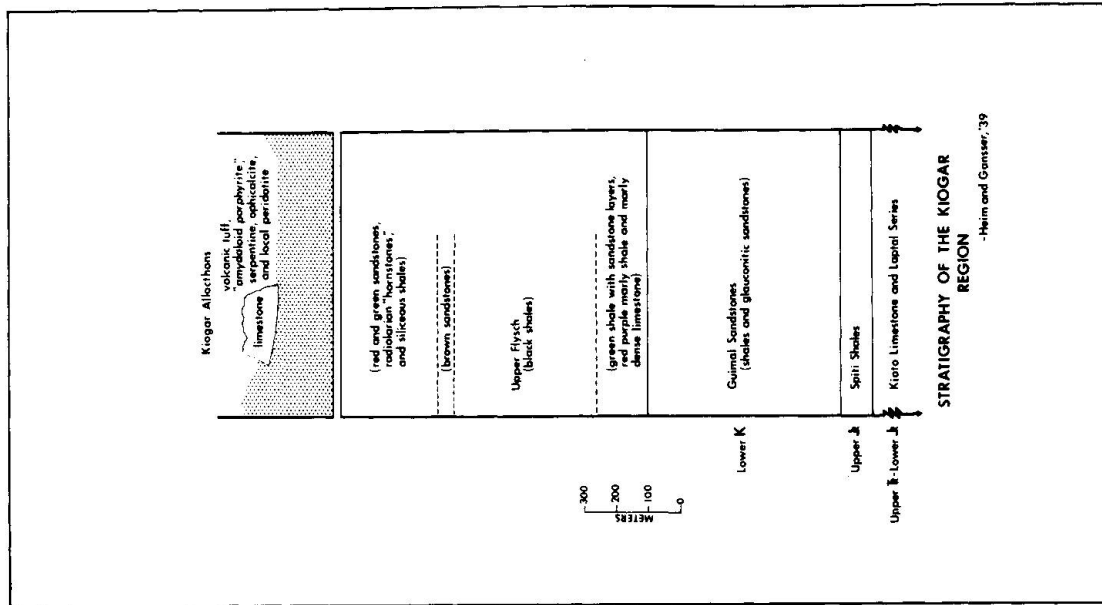 Kiogar Allocthons
volcanic tuff,
"amydaloid porphyrite,"
serpentine, ophicalcite,
and local peridotite
limestone
(red and green sandstones,
radiolarian "hornstones",
and siliceous shales)
(brown sandstones)
Upper Flysch
(black shales)
(green shale with sandstone layers,
red purple marly shale and marly
dense limestone)
Lower K
Guimal Sandstones
(shales and glauconitic sandstones)
Upper J
Spiti Shales
Upper Tr-Lower J
Kioto Limestone and Laptal Series
300
200
100
0
METERS
STRATIGRAPHY OF THE KIOGAR
REGION
-Heim and Gansser, '39